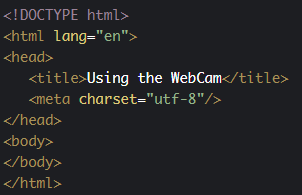 <!DOCTYPE html>
<html lang="en">
<head>
   <title>Using the WebCam</title>
   <meta charset="utf-8"/>
</head>
<body>
</body>
</html>